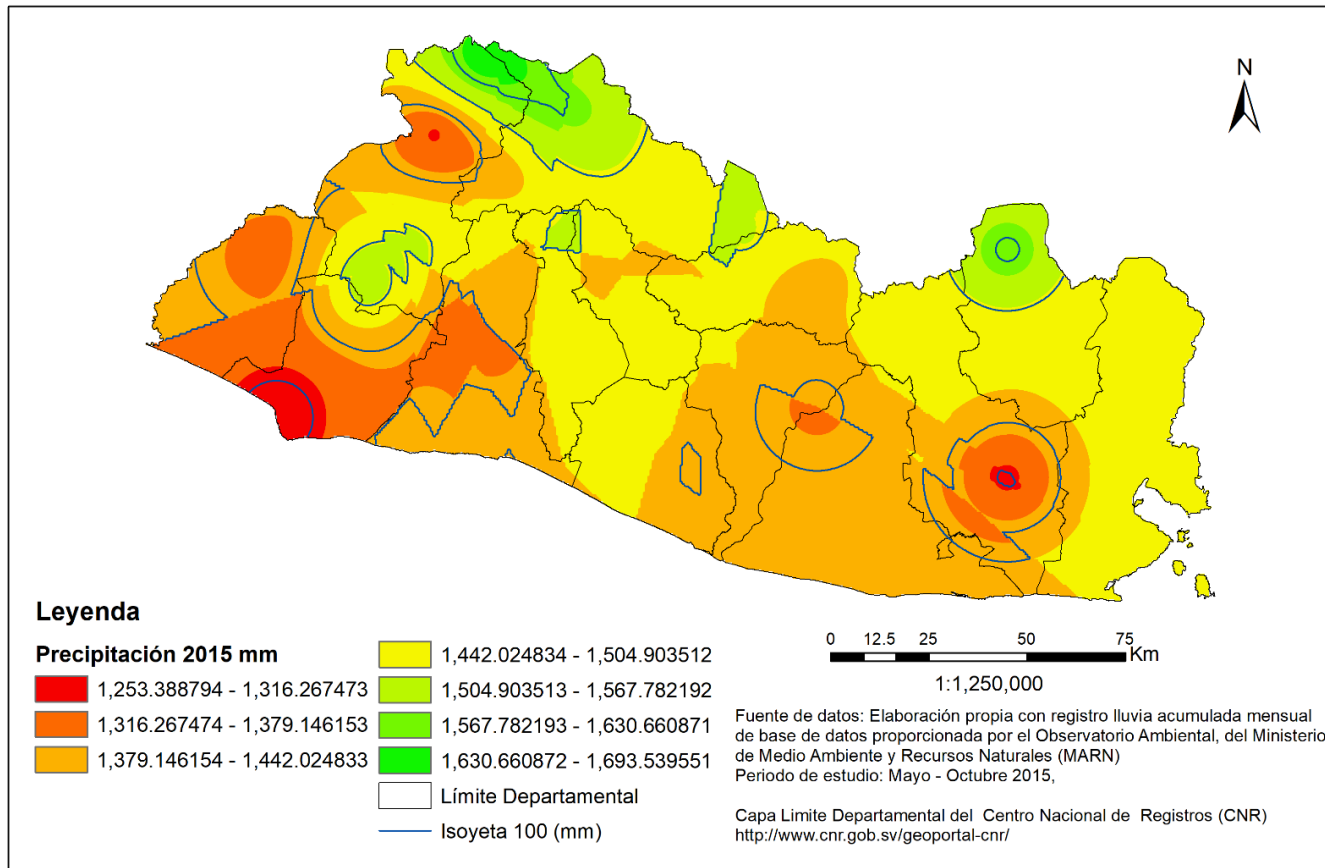 N
Leyenda
Precipitación 2015 mm
1,253.388794 - 1,316.267473
1,316.267474 - 1,379.146153
1,379.146154 - 1,442.024833
1,442.024834 - 1,504.903512
1,504.903513 - 1,567.782192
1,567.782193 - 1,630.660871
1,630.660872 - 1,693.539551
Límite Departamental
Isoyeta 100 (mm)
0 12.5 25 50 75
Km
1:1,250,000
Fuente de datos: Elaboración propia con registro lluvia acumulada mensual
de base de datos proporcionada por el Observatorio Ambiental, del Ministerio
de Medio Ambiente y Recursos Naturales (MARN)
Periodo de estudio: Mayo - Octubre 2015,
Capa Limite Departamental del Centro Nacional de Registros (CNR)
http://www.cnr.gob.sv/geoportal-cnr/